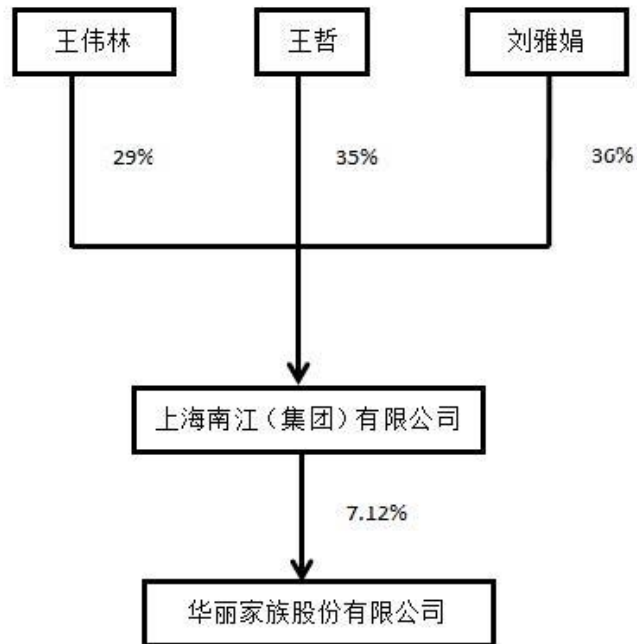 王伟林
王哲
刘雅娟
29%
35%
36%
上海南江（集团）有限公司
7.12%
华丽家族股份有限公司